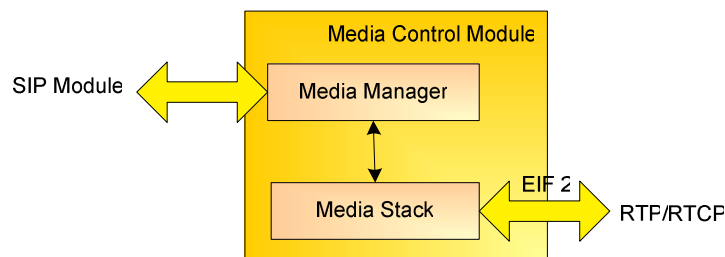 Media Control Module
SIP Module
Media Manager
EIF 2
Media Stack
RTP/RTCP